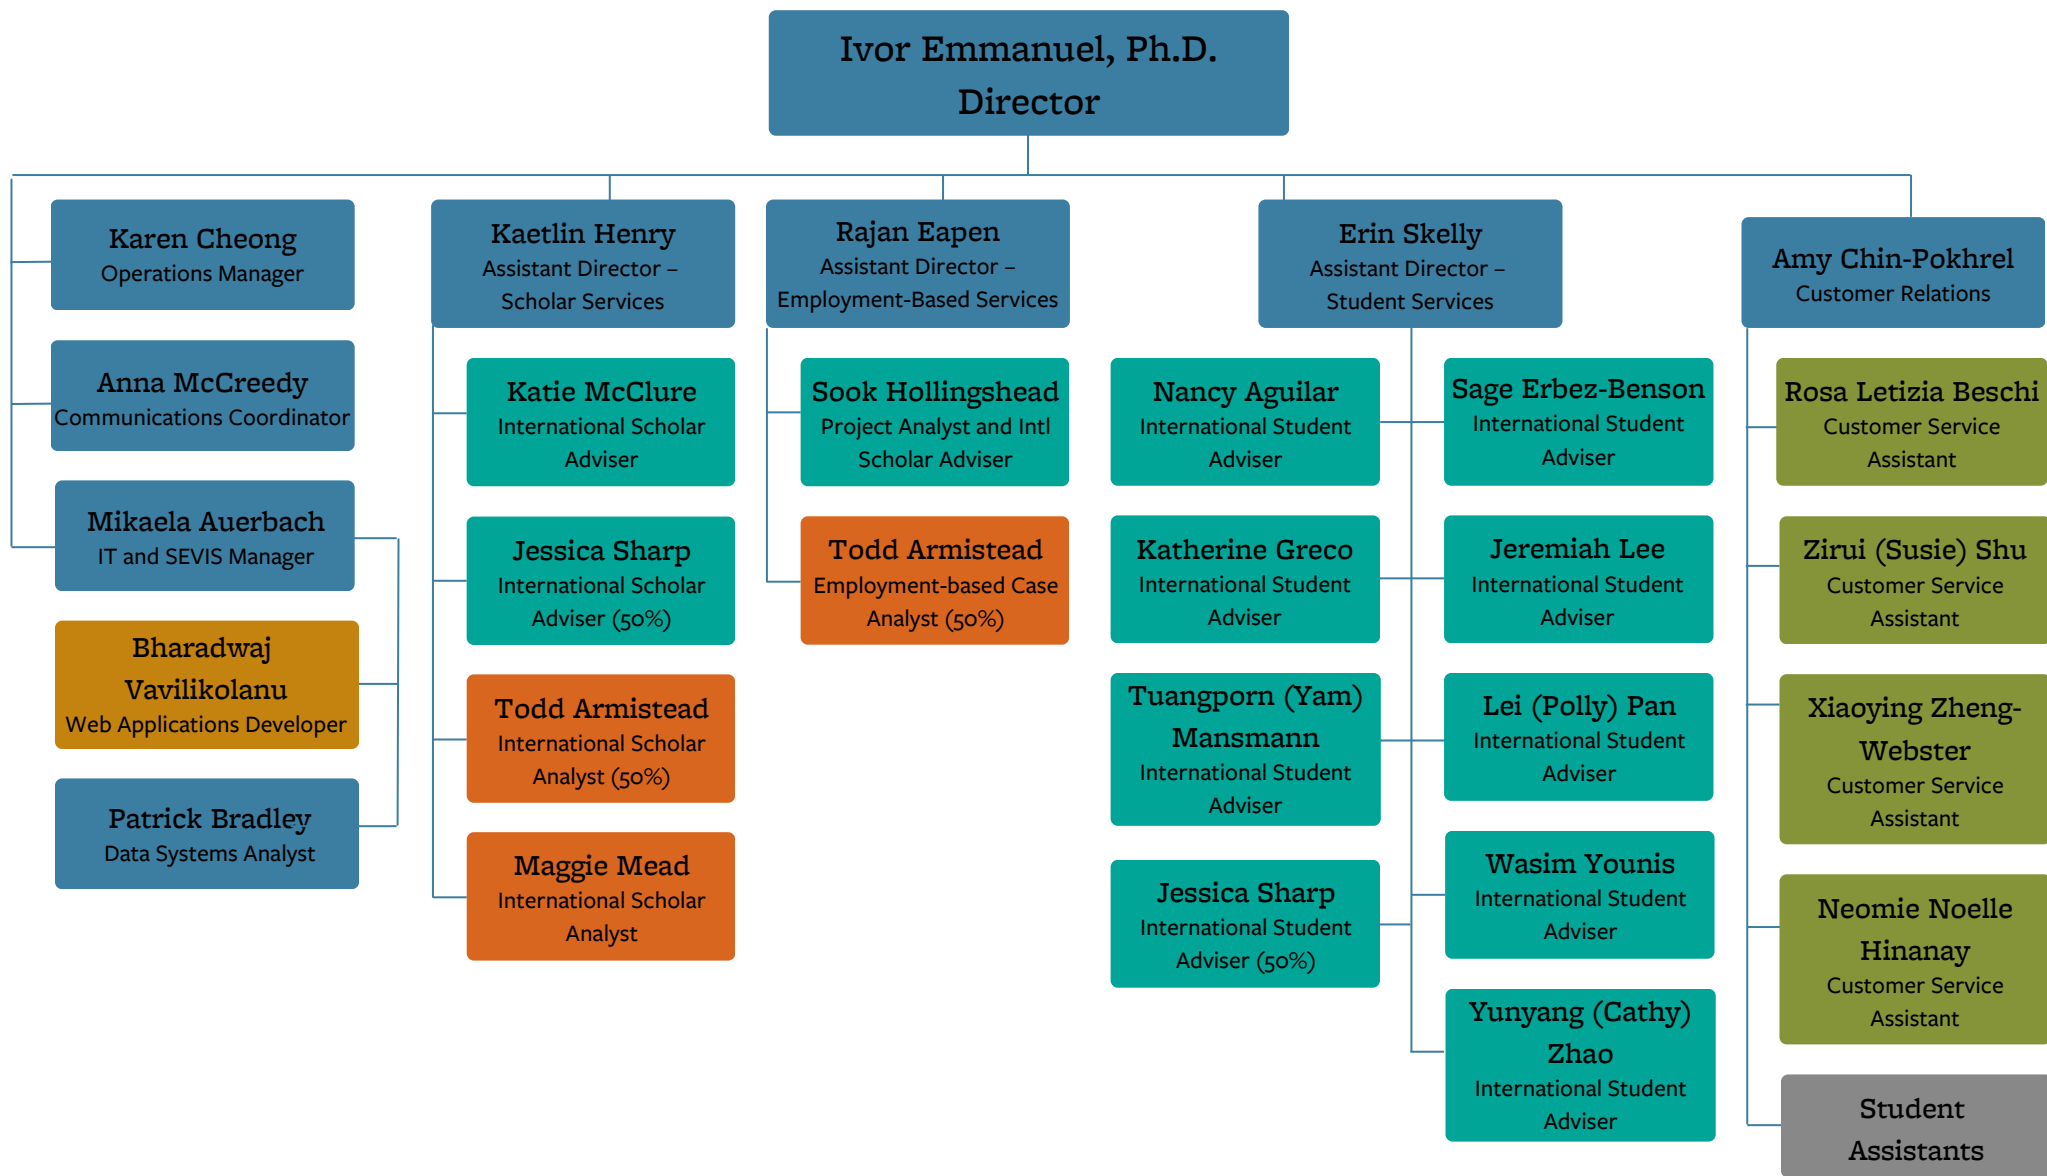 Ivor Emmanuel, Ph.D.
Director
Karen Cheong
Operations Manager
Anna McCreedy
Communications Coordinator
Mikaela Auerbach
IT and SEVIS Manager
Bharadwaj
Vavilikolanu
Web Applications Developer
Patrick Bradley
Data Systems Analyst
Kaetlin Henry
Assistant Director –
Scholar Services
Katie McClure
International Scholar
Adviser
Jessica Sharp
International Scholar
Adviser (50%)
Todd Armistead
International Scholar
Analyst (50%)
Maggie Mead
International Scholar
Analyst
Rajan Eapen
Assistant Director –
Employment-Based Services
Sook Hollingshead
Project Analyst and Intl
Scholar Adviser
Todd Armistead
Employment-based Case
Analyst (50%)
Erin Skelly
Assistant Director –
Student Services
Nancy Aguilar
International Student
Adviser
Katherine Greco
International Student
Adviser
Tuangporn (Yam)
Mansmann
International Student
Adviser
Jessica Sharp
International Student
Adviser (50%)
Sage Erbez-Benson
International Student
Adviser
Jeremiah Lee
International Student
Adviser
Lei (Polly) Pan
International Student
Adviser
Wasim Younis
International Student
Adviser
Yunyang (Cathy)
Zhao
International Student
Adviser
Amy Chin-Pokhrel
Customer Relations
Rosa Letizia Beschi
Customer Service
Assistant
Zirui (Susie) Shu
Customer Service
Assistant
Xiaoying Zheng-
Webster
Customer Service
Assistant
Neomie Noelle
Hinanay
Customer Service
Assistant
Student
Assistants